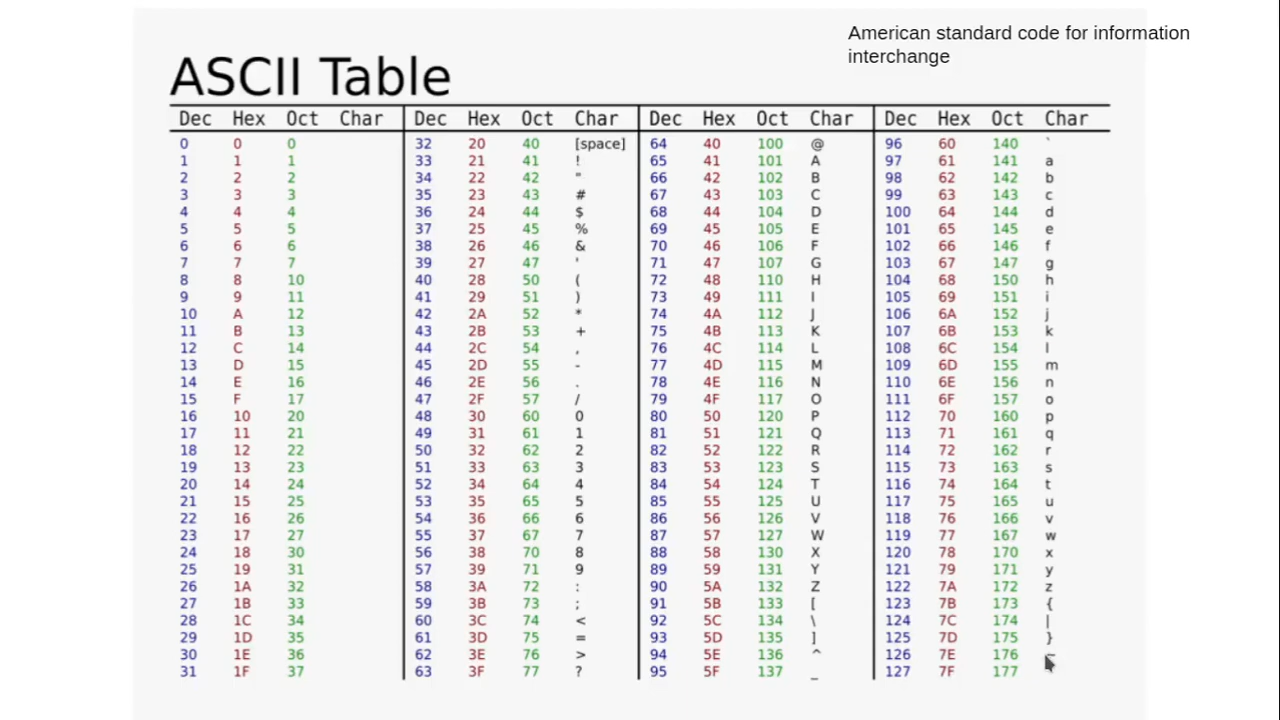 American standard code for information
interchange
ASCII Table
Dec Hex Oct Char Dec Hex Oct Char Dec Hex Oct Char Dec Hex Oct Char
0 0 0 32 20 40 [space] 64 40 100 @ 96 60 140 `
1 1 1 33 21 41 ! 65 41 101 A 97 61 141 a
2 2 2 34 22 42 " 66 42 102 B 98 62 142 b
3 3 3 35 23 43 # 67 43 103 C 99 63 143 c
4 4 4 36 24 44 $ 68 44 104 D 100 64 144 d
5 5 5 37 25 45 % 69 45 105 E 101 65 145 e
6 6 6 38 26 46 & 70 46 106 F 102 66 146 f
7 7 7 39 27 47 ' 71 47 107 G 103 67 147 g
8 8 10 40 28 50 ( 72 48 110 H 104 68 150 h
9 9 11 41 29 51 ) 73 49 111 I 105 69 151 i
10 A 12 42 2A 52 * 74 4A 112 J 106 6A 152 j
11 B 13 43 2B 53 + 75 4B 113 K 107 6B 153 k
12 C 14 44 2C 54 , 76 4C 114 L 108 6C 154 l
13 D 15 45 2D 55 - 77 4D 115 M 109 6D 155 m
14 E 16 46 2E 56 . 78 4E 116 N 110 6E 156 n
15 F 17 47 2F 57 / 79 4F 117 O 111 6F 157 o
16 10 20 48 30 60 0 80 50 120 P 112 70 160 p
17 11 21 49 31 61 1 81 51 121 Q 113 71 161 q
18 12 22 50 32 62 2 82 52 122 R 114 72 162 r
19 13 23 51 33 63 3 83 53 123 S 115 73 163 s
20 14 24 52 34 64 4 84 54 124 T 116 74 164 t
21 15 25 53 35 65 5 85 55 125 U 117 75 165 u
22 16 26 54 36 66 6 86 56 126 V 118 76 166 v
23 17 27 55 37 67 7 87 57 127 W 119 77 167 w
24 18 30 56 38 70 8 88 58 130 X 120 78 170 x
25 19 31 57 39 71 9 89 59 131 Y 121 79 171 y
26 1A 32 58 3A 72 : 90 5A 132 Z 122 7A 172 z
27 1B 33 59 3B 73 ; 91 5B 133 [ 123 7B 173 {
28 1C 34 60 3C 74 < 92 5C 134 \ 124 7C 174 |
29 1D 35 61 3D 75 = 93 5D 135 ] 125 7D 175 }
30 1E 36 62 3E 76 > 94 5E 136 ^ 126 7E 176
31 1F 37 63 3F 77 ? 95 5F 137 _ 127 7F 177